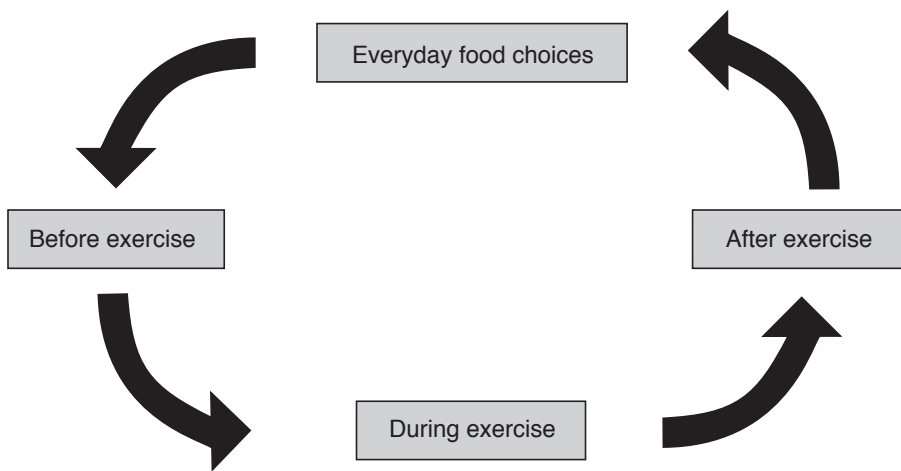 Everyday food choices
Before exercise
After exercise
During exercise